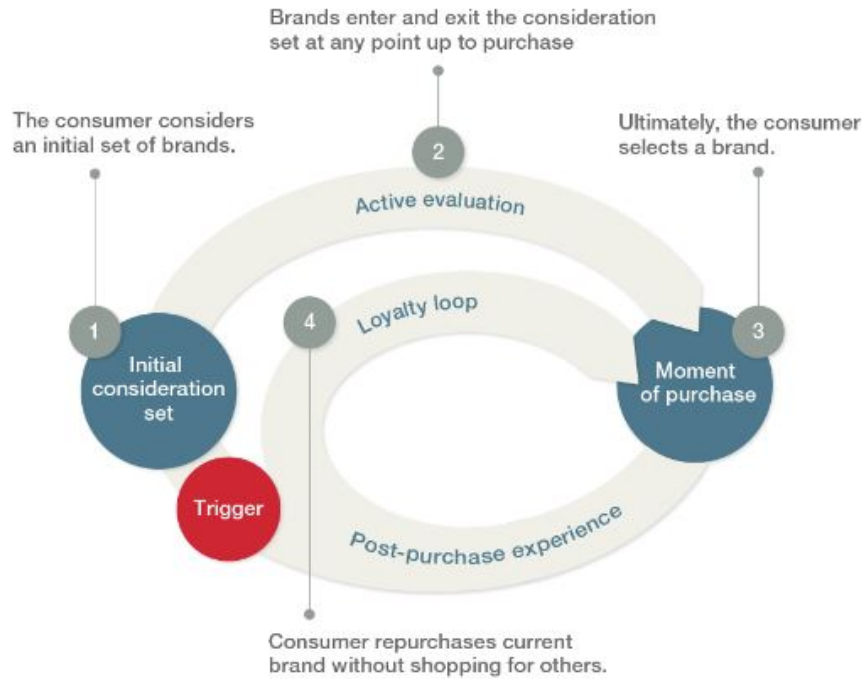 Brands enter and exit the consideration
set at any point up to purchase
The consumer considers
an initial set of brands.
Ultimately, the consumer
selects a brand.
2
Active evaluation
1
4
Loyalty loop
3
Initial
consideration
set
Moment
of purchase
Trigger
Post-purchase experience
Consumer repurchases current
brand without shopping for others.